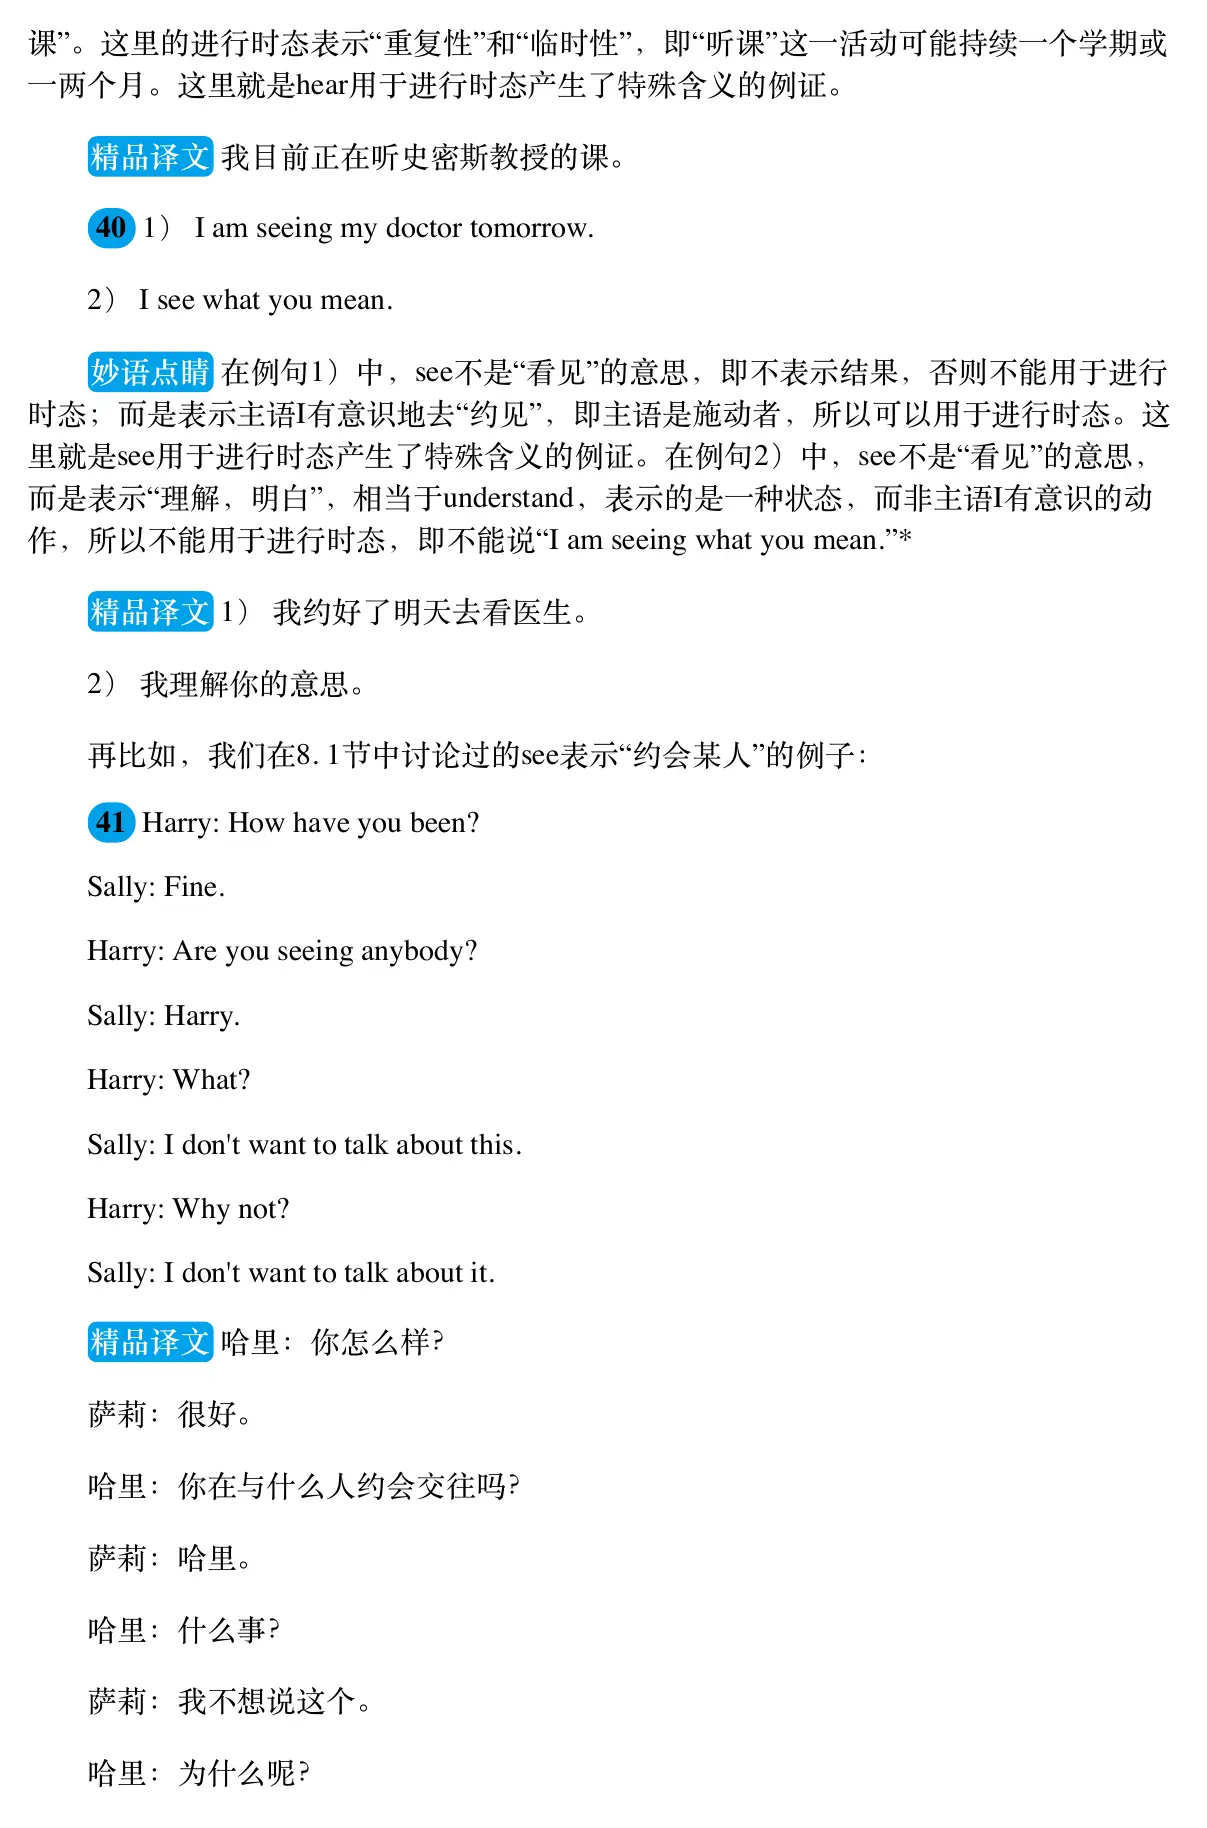 课”。这里的进行时态表示“重复性”和“临时性”，即“听课”这一活动可能持续一个学期或
一两个月。这里就是hear用于进行时态产生了特殊含义的例证。
精品译文 我目前正在听史密斯教授的课。
40 1） I am seeing my doctor tomorrow.
2） I see what you mean.
妙语点睛 在例句1）中，see不是“看见”的意思，即不表示结果，否则不能用于进行
时态；而是表示主语I有意识地去“约见”，即主语是施动者，所以可以用于进行时态。这
里就是see用于进行时态产生了特殊含义的例证。在例句2）中，see不是“看见”的意思，
而是表示“理解，明白”，相当于understand，表示的是一种状态，而非主语I有意识的动
作，所以不能用于进行时态，即不能说“I am seeing what you mean.”*
精品译文 1） 我约好了明天去看医生。
2） 我理解你的意思。
再比如，我们在8. 1节中讨论过的see表示“约会某人”的例子：
41 Harry: How have you been?
Sally: Fine.
Harry: Are you seeing anybody?
Sally: Harry.
Harry: What?
Sally: I don't want to talk about this.
Harry: Why not?
Sally: I don't want to talk about it.
精品译文 哈里：你怎么样？
萨莉：很好。
哈里：你在与什么人约会交往吗？
萨莉：哈里。
哈里：什么事？
萨莉：我不想说这个。
哈里：为什么呢？